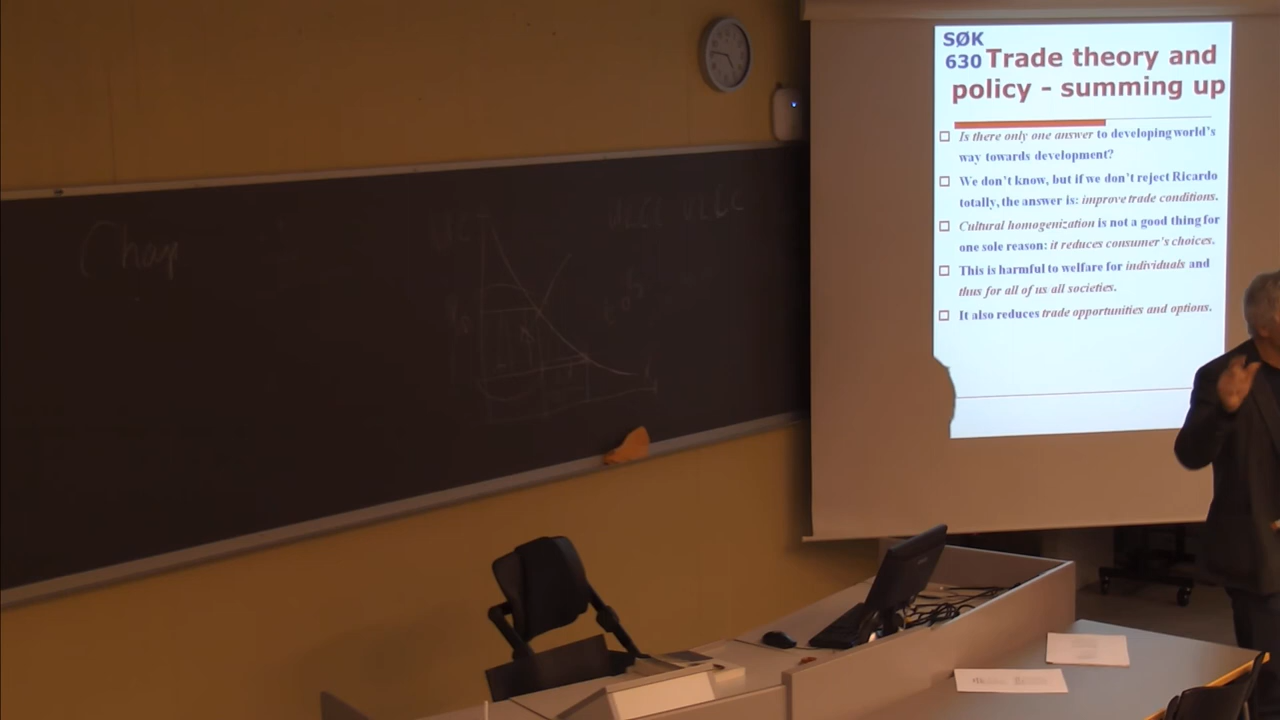 SØK
630 Trade theory and
policy - summing up
Is there only one answer to developing world's
way towards development?
We don't know, but if we don't reject Ricardo
totally, the answer is: improve trade conditions.
Cultural homogenization is not a good thing for
one sole reason: it reduces consumer's choices.
This is harmful to welfare for individuals and
thus for all of us all societies.
It also reduces trade opportunities and options.
Chap